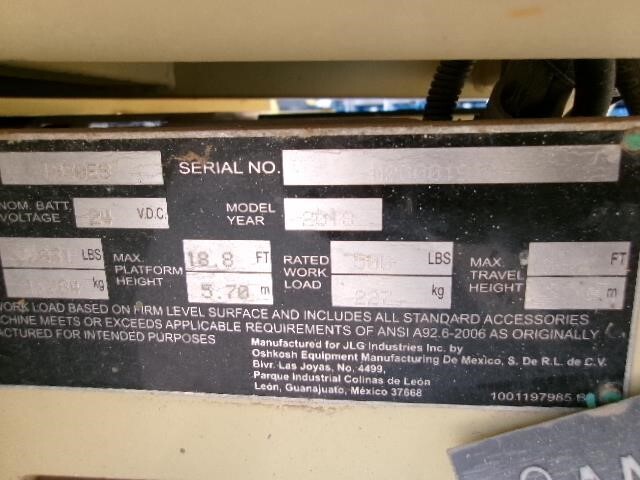 SERIAL NO.
NOM. BATT. VOLTAGE 24 V.D.C. MODEL YEAR
LBS MAX. PLATFORM HEIGHT 18.8 FT RATED WORK LOAD LBS MAX. TRAVEL HEIGHT FT
kg 5.70 m kg m
WORK LOAD BASED ON FIRM LEVEL SURFACE AND INCLUDES ALL STANDARD ACCESSORIES
CHINE MEETS OR EXCEEDS APPLICABLE REQUIREMENTS OF ANSI A92.6-2006 AS ORIGINALLY
ACTURED FOR INTENDED PURPOSES
Manufactured for JLG Industries Inc. by
Oshkosh Equipment Manufacturing De Mexico, S. De R.L. de C.V.
Blvr. Las Joyas, No. 4499,
Parque Industrial Colinas de León
León, Guanajuato, México 37668
1001197985 B